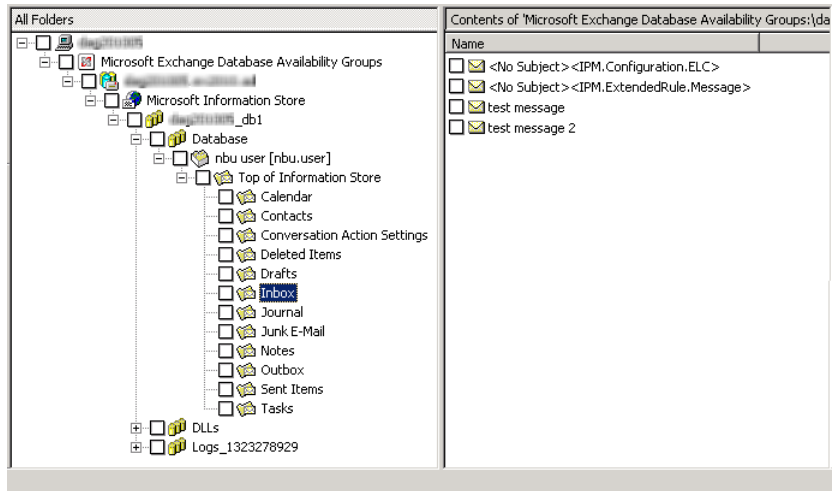 All Folders
Microsoft Exchange Database Availability Groups
Microsoft Information Store
_db1
Database
nbu user [nbu.user]
Top of Information Store
Calendar
Contacts
Conversation Action Settings
Deleted Items
Drafts
Inbox
Journal
Junk E-Mail
Notes
Outbox
Sent Items
Tasks
DLLs
Logs_1323278929
Contents of 'Microsoft Exchange Database Availability Groups:\da
Name
<No Subject><IPM.Configuration.ELC>
<No Subject><IPM.ExtendedRule.Message>
test message
test message 2